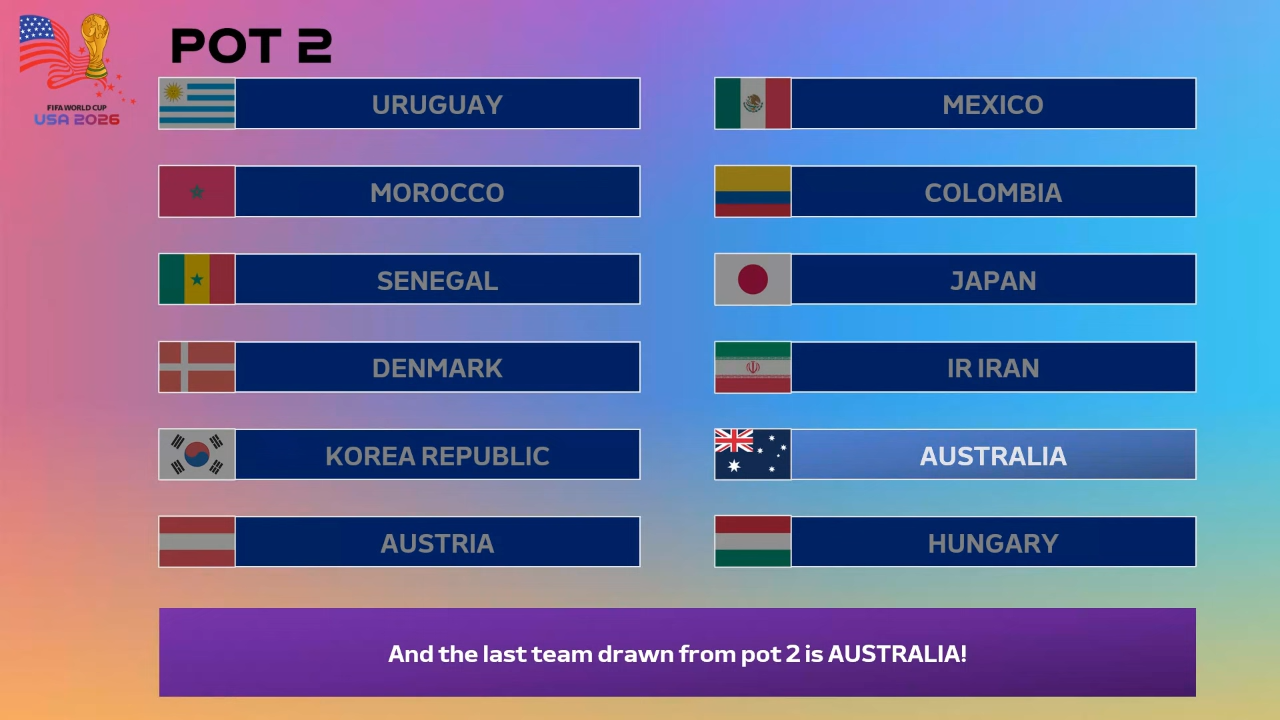 POT 2
FIFA WORLD CUP
USA 2026
URUGUAY
MEXICO
MOROCCO
COLOMBIA
SENEGAL
JAPAN
DENMARK
IR IRAN
KOREA REPUBLIC
AUSTRALIA
AUSTRIA
HUNGARY
And the last team drawn from pot 2 is AUSTRALIA!